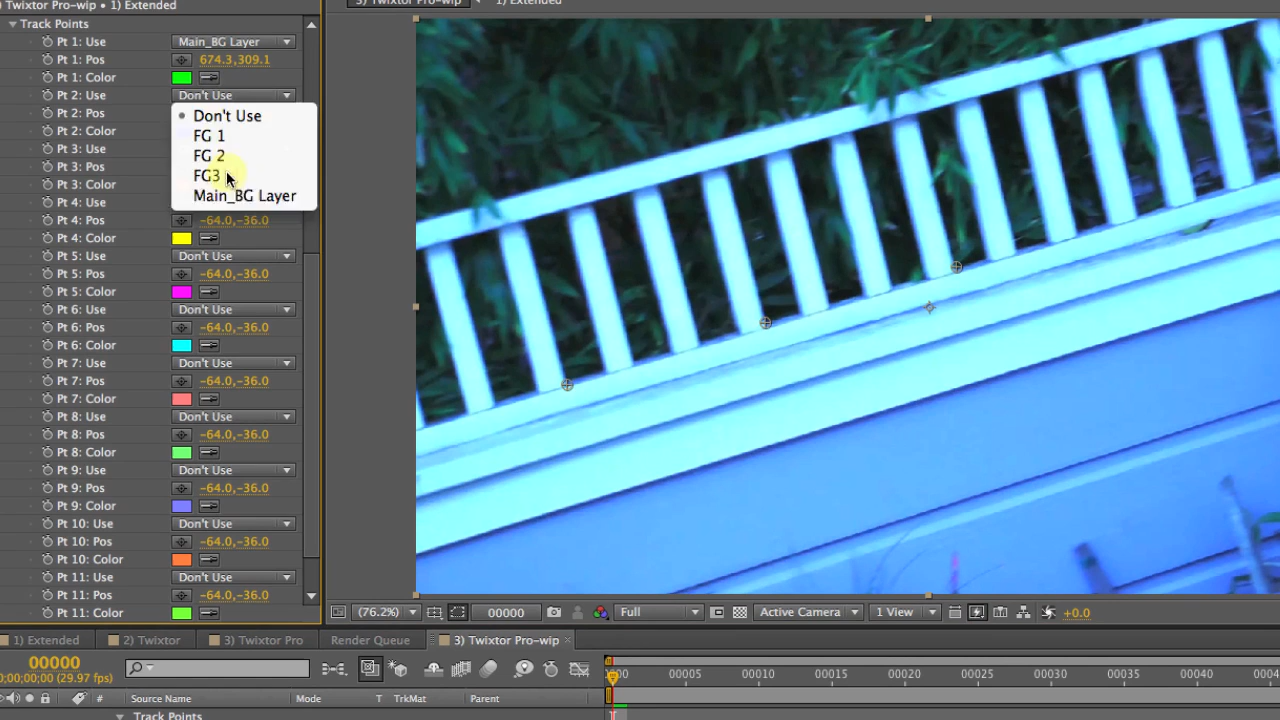 Twixtor Pro-wip • 1) Extended
3) Twixtor Pro-wip
1) Extended
Track Points
Pt 1: Use Main_BG Layer
Pt 1: Pos 674.3,309.1
Pt 1: Color
Pt 2: Use Don't Use
Pt 2: Pos
Pt 2: Color
Pt 3: Use
Pt 3: Pos
Pt 3: Color
Pt 4: Use
Don't Use
FG 1
FG 2
FG3
Main_BG Layer
Pt 4: Pos -64.0,-36.0
Pt 4: Color
Pt 5: Use Don't Use
Pt 5: Pos -64.0,-36.0
Pt 5: Color
Pt 6: Use Don't Use
Pt 6: Pos -64.0,-36.0
Pt 6: Color
Pt 7: Use Don't Use
Pt 7: Pos -64.0,-36.0
Pt 7: Color
Pt 8: Use Don't Use
Pt 8: Pos -64.0,-36.0
Pt 8: Color
Pt 9: Use Don't Use
Pt 9: Pos -64.0,-36.0
Pt 9: Color
Pt 10: Use Don't Use
Pt 10: Pos -64.0,-36.0
Pt 10: Color
Pt 11: Use Don't Use
Pt 11: Pos -64.0,-36.0
Pt 11: Color
(76.2%) 00000 Full Active Camera 1 View +0.0
1) Extended 2) Twixtor 3) Twixtor Pro Render Queue 3) Twixtor Pro-wip
00000
0;00;00;00 (29.97 fps)
00005 00010 00015 00020 00025 00030 00035 00040
# Source Name Mode T TrkMat Parent
Track Points